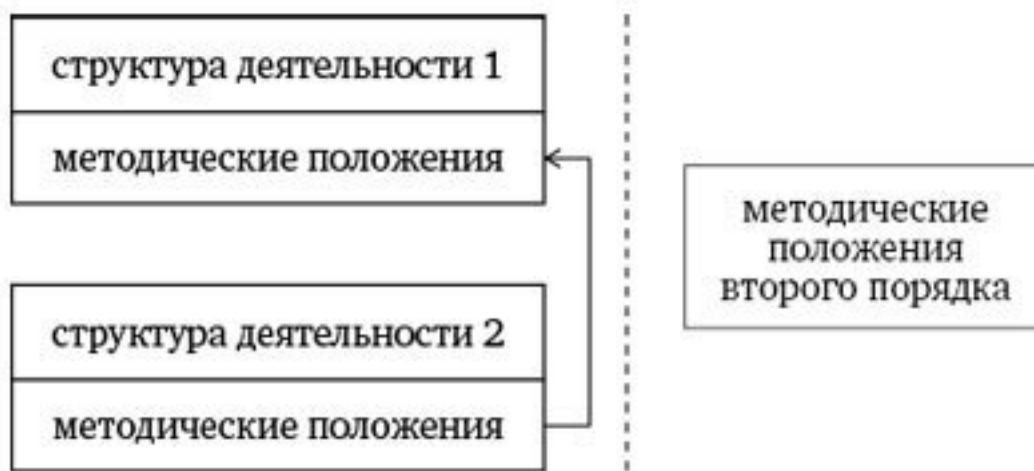 структура деятельности 1
методические положения
структура деятельности 2
методические положения
методические
положения
второго порядка